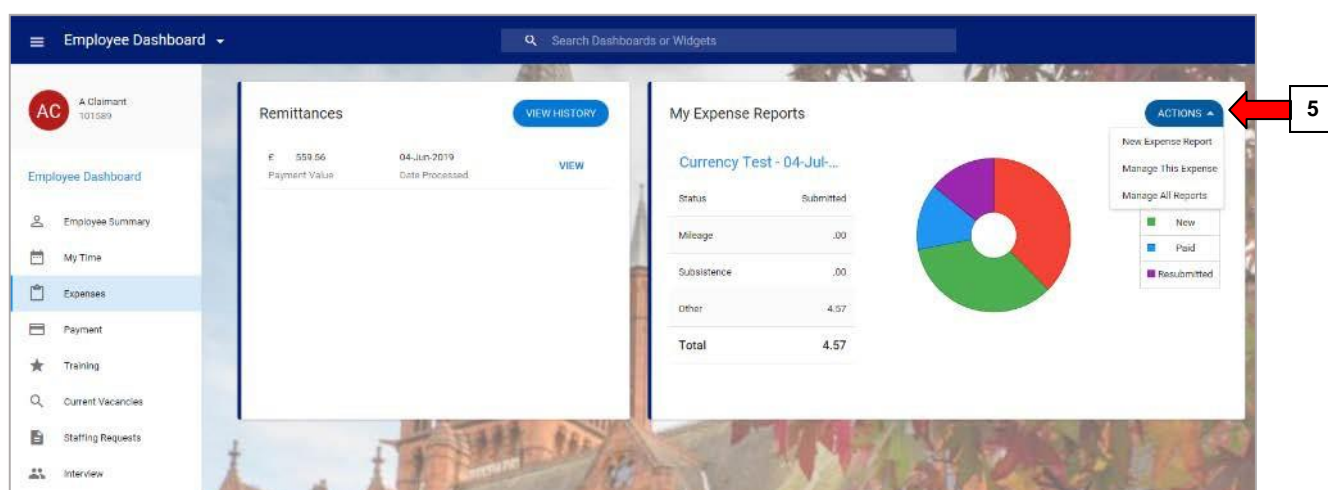 Employee Dashboard
Search Dashboards or Widgets
AC
A Claimant
101589
Employee Dashboard
Employee Summary
My Time
Expenses
Payment
Training
Current Vacancies
Staffing Requests
Interview
Remittances
VIEW HISTORY
£ 559.56 04-Jun-2019 VIEW
Payment Value Date Processed
My Expense Reports
ACTIONS
New Expense Report
Manage This Expense
Manage All Reports
Currency Test - 04-Jul-...
Status Submitted
Mileage .00
Subsistence .00
Other 4.57
Total 4.57
New
Paid
Resubmitted
5